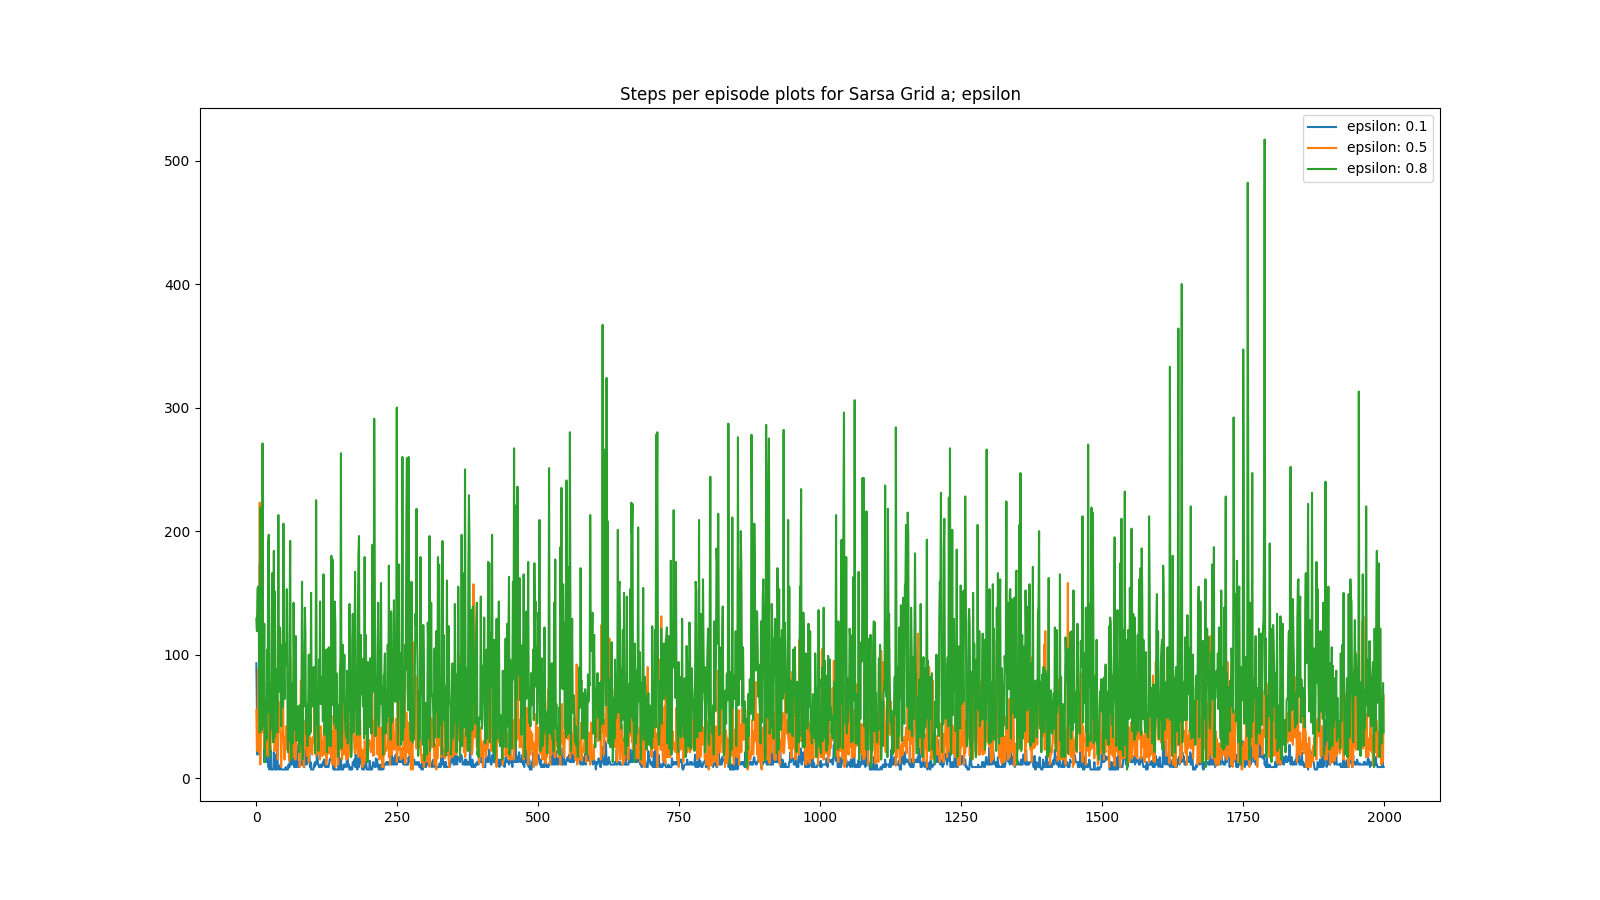 Steps per episode plots for Sarsa Grid a; epsilon
epsilon: 0.1
epsilon: 0.5
epsilon: 0.8
500
400
300
200
100
0
0 250 500 750 1000 1250 1500 1750 2000